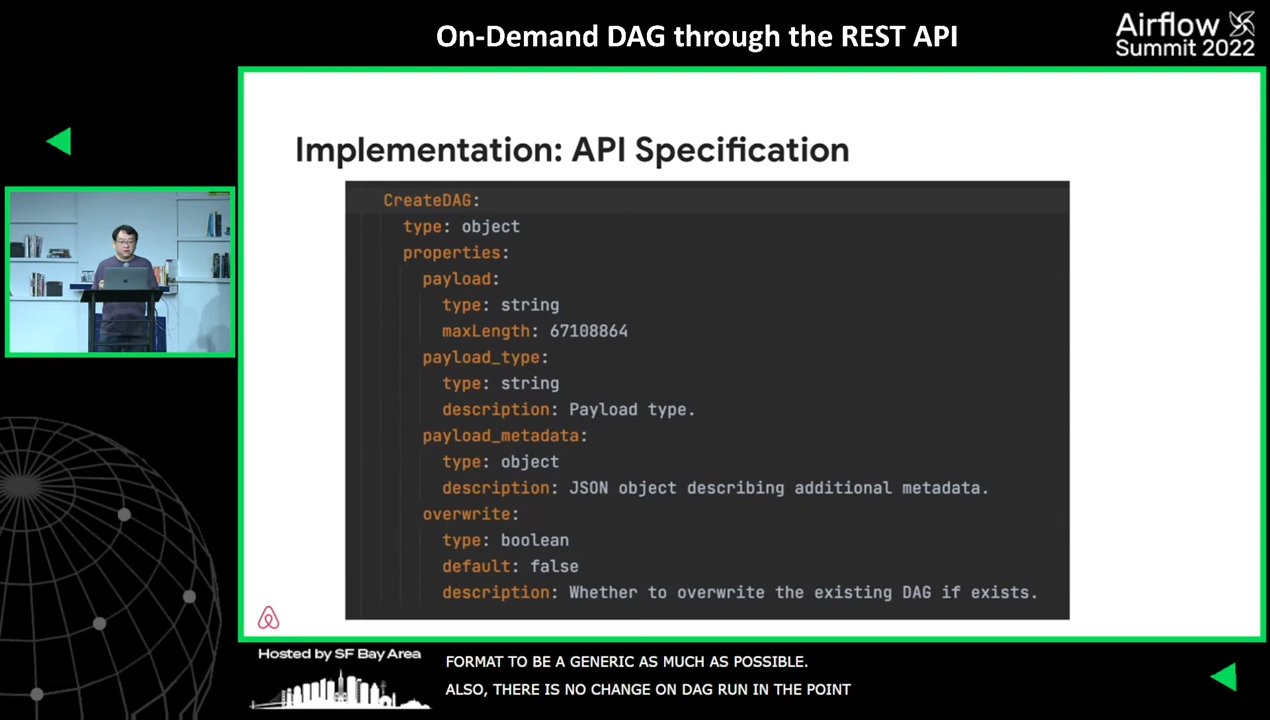 On-Demand DAG through the REST API
Airflow
Summit 2022
Implementation: API Specification
CreateDAG:
type: object
properties:
payload:
type: string
maxLength: 67108864
payload_type:
type: string
description: Payload type.
payload_metadata:
type: object
description: JSON object describing additional metadata.
overwrite:
type: boolean
default: false
description: Whether to overwrite the existing DAG if exists.
Hosted by SF Bay Area
FORMAT TO BE A GENERIC AS MUCH AS POSSIBLE.
ALSO, THERE IS NO CHANGE ON DAG RUN IN THE POINT